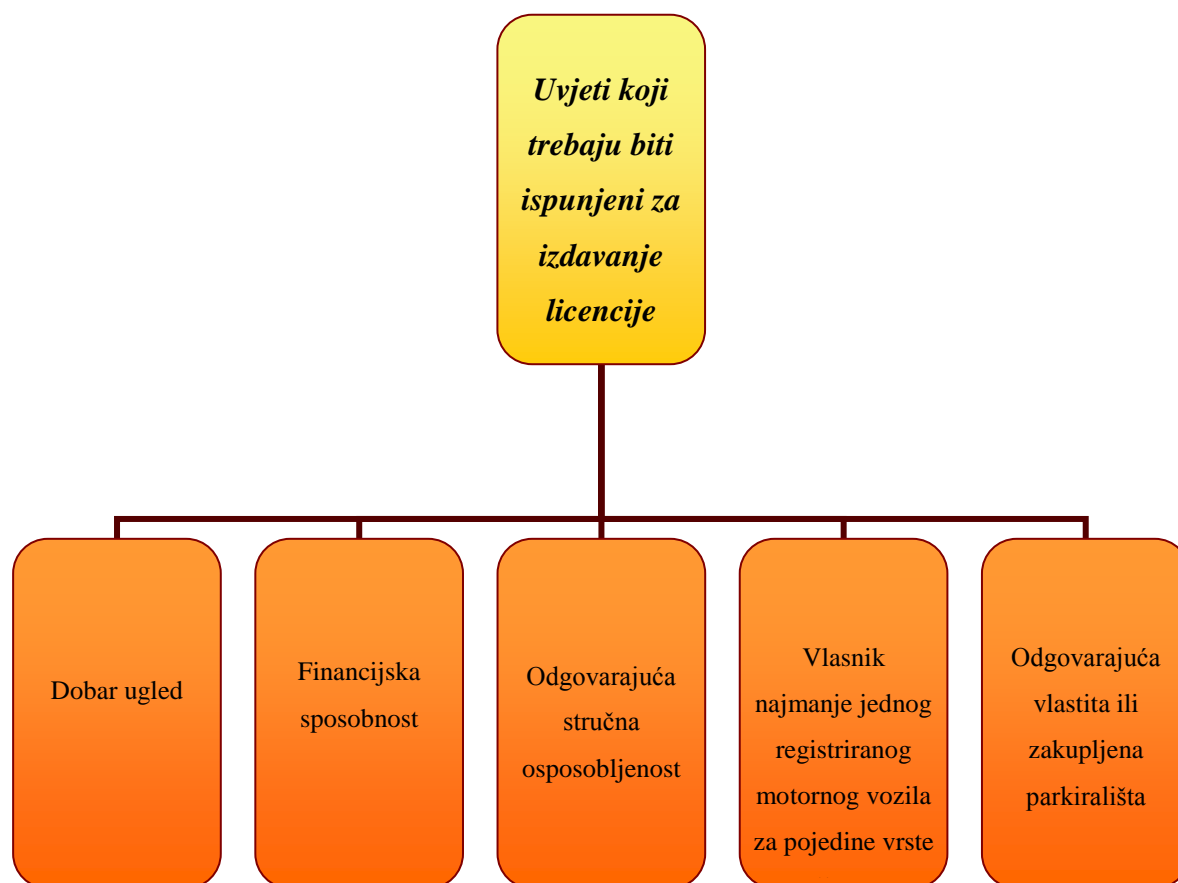 Uvjeti koji
trebaju biti
ispunjeni za
izdavanje
licencije
Dobar ugled
Financijska
sposobnost
Odgovarajuća
stručna
osposobljenost
Vlasnik
najmanje jednog
registriranog
motornog vozila
za pojedine vrste
Odgovarajuća
vlastita ili
zakupljena
parkirališta